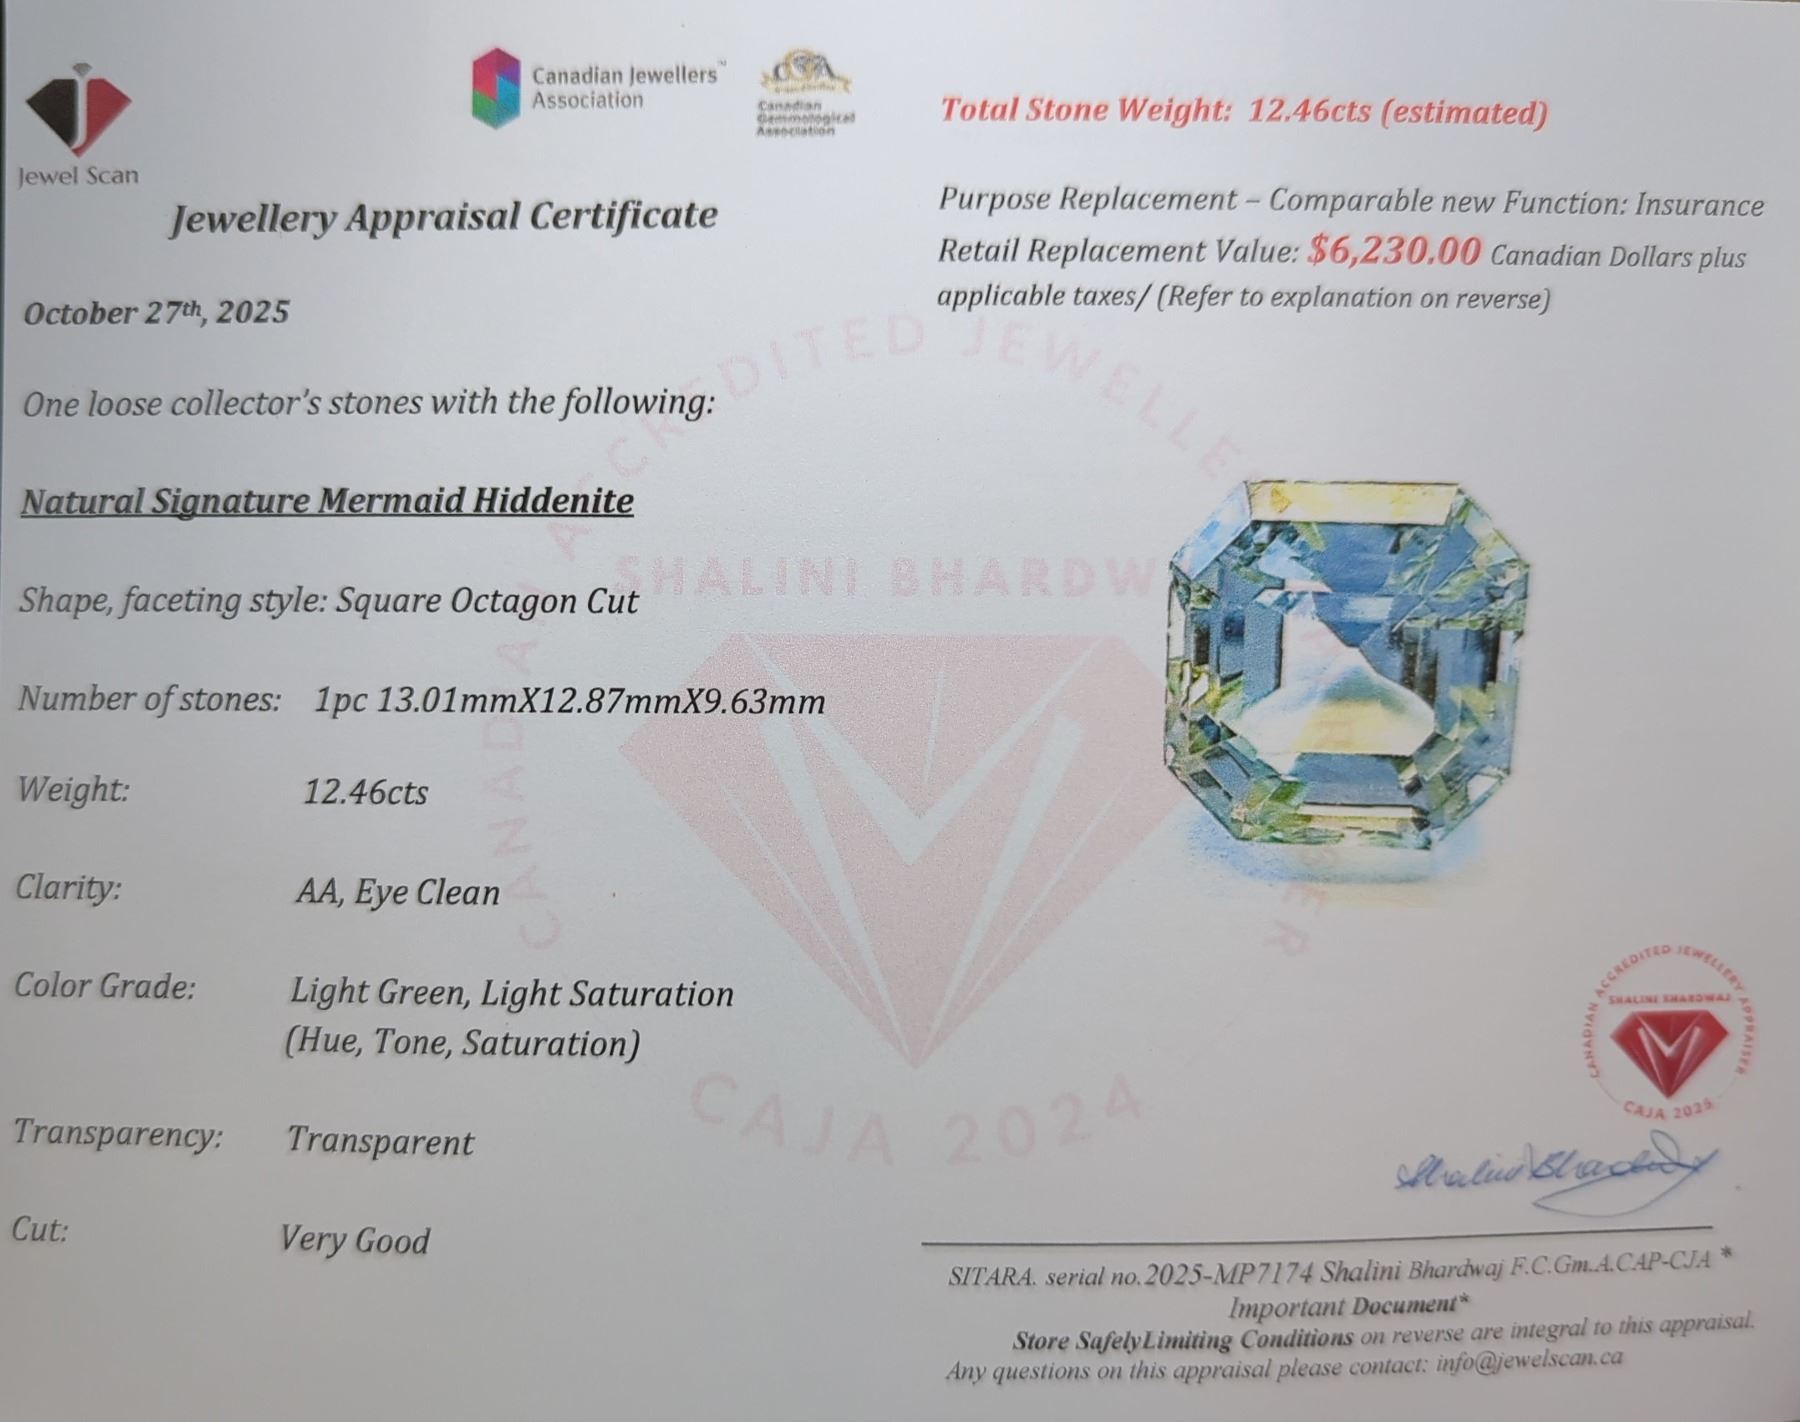 Jewel Scan
Canadian Jewellers™
Association
CGA
Canadian
Gemmological
Association
Jewellery Appraisal Certificate
October 27th, 2025
One loose collector's stones with the following:
Natural Signature Mermaid Hiddenite
Shape, faceting style: Square Octagon Cut
Number of stones: 1pc 13.01mmX12.87mmX9.63mm
Weight: 12.46cts
Clarity: AA, Eye Clean
Color Grade: Light Green, Light Saturation
(Hue, Tone, Saturation)
Transparency: Transparent
Cut: Very Good
Total Stone Weight: 12.46cts (estimated)
Purpose Replacement – Comparable new Function: Insurance
Retail Replacement Value: $6,230.00 Canadian Dollars plus
applicable taxes/ (Refer to explanation on reverse)
CANADIAN ACCREDITED JEWELLERY APPRAISER
SHALINI BHARDW
CAJA 2024
CANADIAN ACCREDITED JEWELLERY APPRAISER
SHALINI BHARDWAJ
CAJA 2025
Shalini Bhardwaj
SITARA. serial no.2025-MP7174 Shalini Bhardwaj F.C.Gm.A.CAP-CJA *
Important Document*
Store SafelyLimiting Conditions on reverse are integral to this appraisal.
Any questions on this appraisal please contact: info@jewelscan.ca